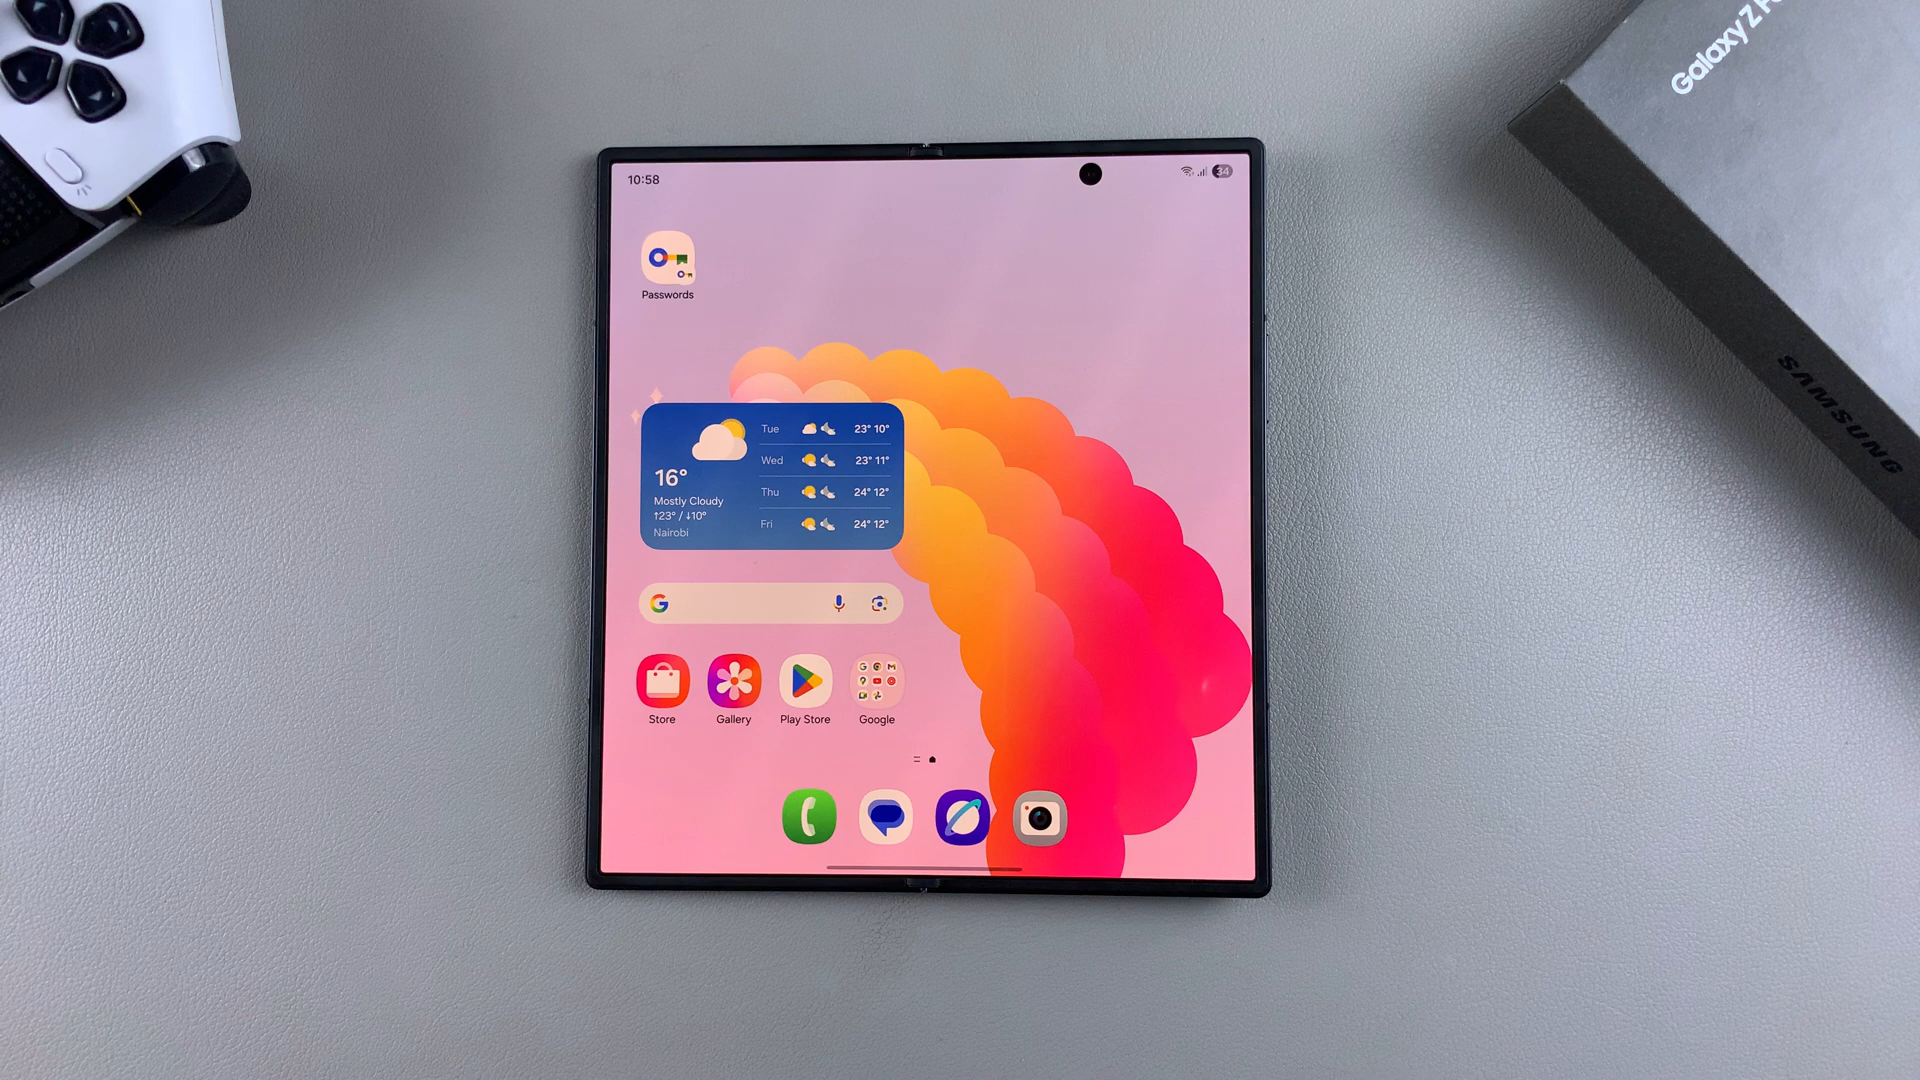 Galaxy Z
SAMSUNG
10:58
34
Passwords
16°
Mostly Cloudy
↑23° / ↓10°
Nairobi
Tue 23° 10°
Wed 23° 11°
Thu 24° 12°
Fri 24° 12°
Store Gallery Play Store Google